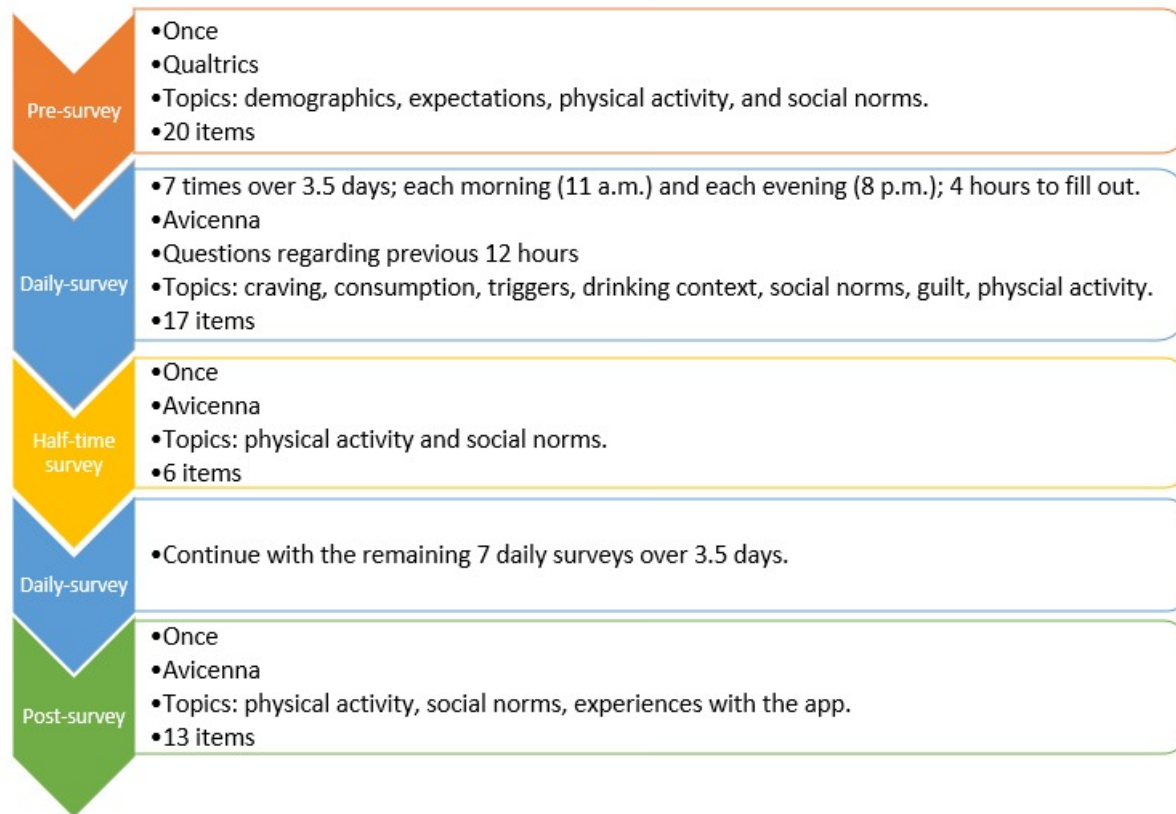 Pre-survey
•Once
•Qualtrics
•Topics: demographics, expectations, physical activity, and social norms.
•20 items
Daily-survey
•7 times over 3.5 days; each morning (11 a.m.) and each evening (8 p.m.); 4 hours to fill out.
•Avicenna
•Questions regarding previous 12 hours
•Topics: craving, consumption, triggers, drinking context, social norms, guilt, physcial activity.
•17 items
Half-time
survey
•Once
•Avicenna
•Topics: physical activity and social norms.
•6 items
Daily-survey
•Continue with the remaining 7 daily surveys over 3.5 days.
Post-survey
•Once
•Avicenna
•Topics: physical activity, social norms, experiences with the app.
•13 items